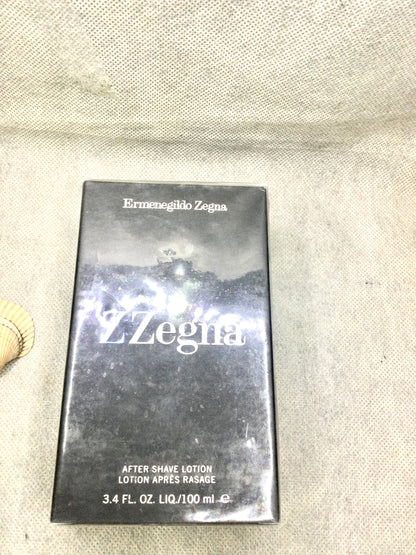 Ermenegildo Zegna
Z Zegna
AFTER SHAVE LOTION
LOTION APRÈS RASAGE
3.4 FL. OZ. LIQ./100 ml ℮